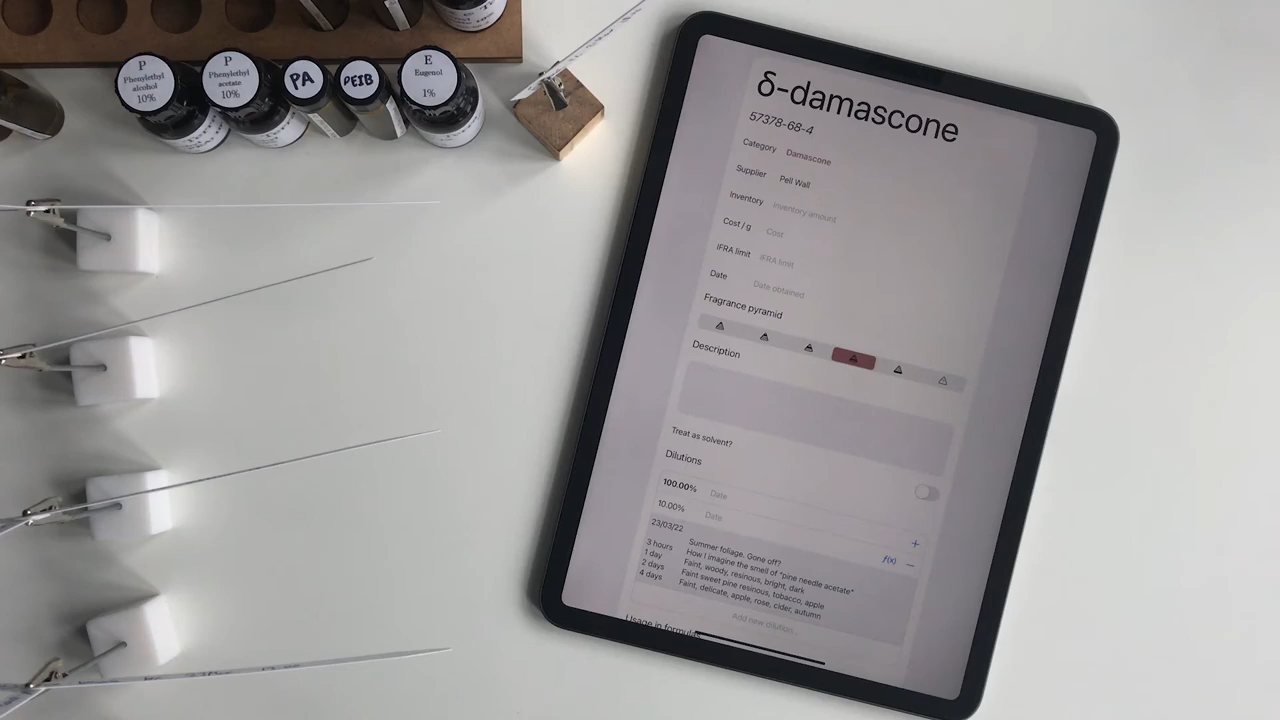 P
Phenylethyl
alcohol
10%
P
Phenylethyl
acetate
10%
PA
PEIB
E
Eugenol
1%
δ-damascone
57378-68-4
Category Damascone
Supplier Pell Wall
Inventory Inventory amount
Cost / g Cost
IFRA limit IFRA limit
Date Date obtained
Fragrance pyramid
Description
Treat as solvent?
Dilutions
100.00% Date
10.00% Date
23/03/22 Summer foliage. Gone off?
3 hours How I imagine the smell of "pine needle acetate"
1 day Faint, woody, resinous, bright, dark
2 days Faint sweet pine resinous, tobacco, apple
4 days Faint, delicate, apple, rose, cider, autumn
f(x)
Add new dilution...
Usage in formulas